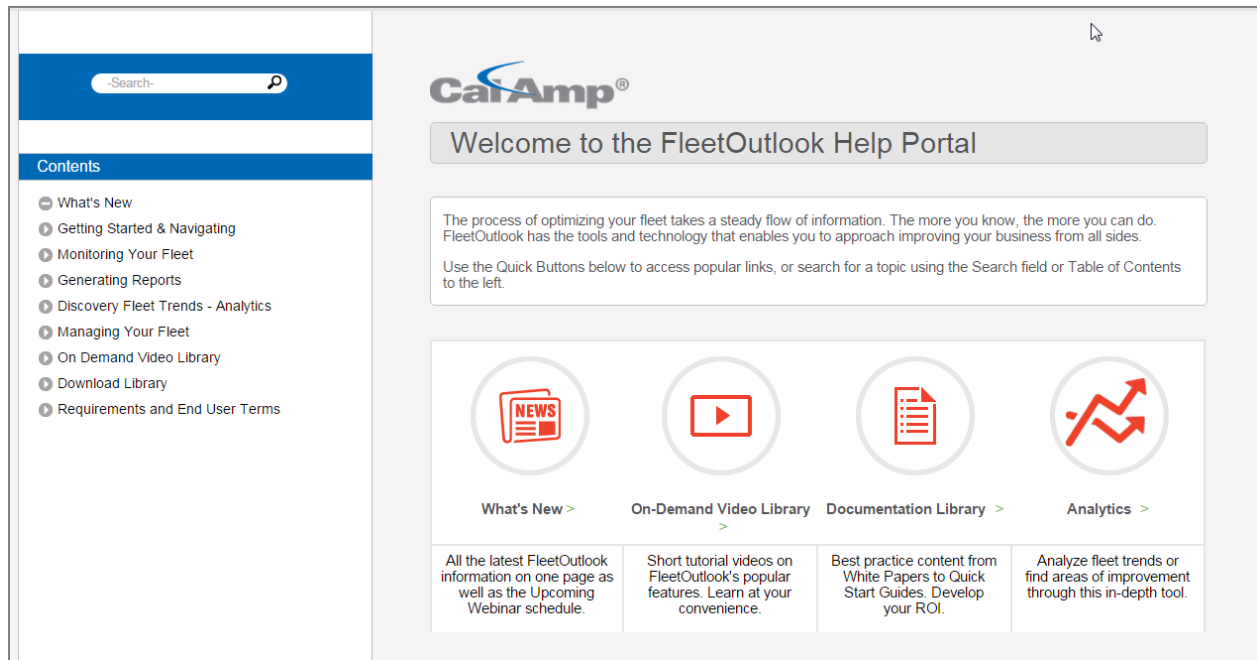 -Search-
Contents
What's New
Getting Started & Navigating
Monitoring Your Fleet
Generating Reports
Discovery Fleet Trends - Analytics
Managing Your Fleet
On Demand Video Library
Download Library
Requirements and End User Terms
CalAmp®
Welcome to the FleetOutlook Help Portal
The process of optimizing your fleet takes a steady flow of information. The more you know, the more you can do.
FleetOutlook has the tools and technology that enables you to approach improving your business from all sides.
Use the Quick Buttons below to access popular links, or search for a topic using the Search field or Table of Contents
to the left.
NEWS
What's New >
All the latest FleetOutlook
information on one page as
well as the Upcoming
Webinar schedule.
On-Demand Video Library
>
Short tutorial videos on
FleetOutlook's popular
features. Learn at your
convenience.
Documentation Library >
Best practice content from
White Papers to Quick
Start Guides. Develop
your ROI.
Analytics >
Analyze fleet trends or
find areas of improvement
through this in-depth tool.